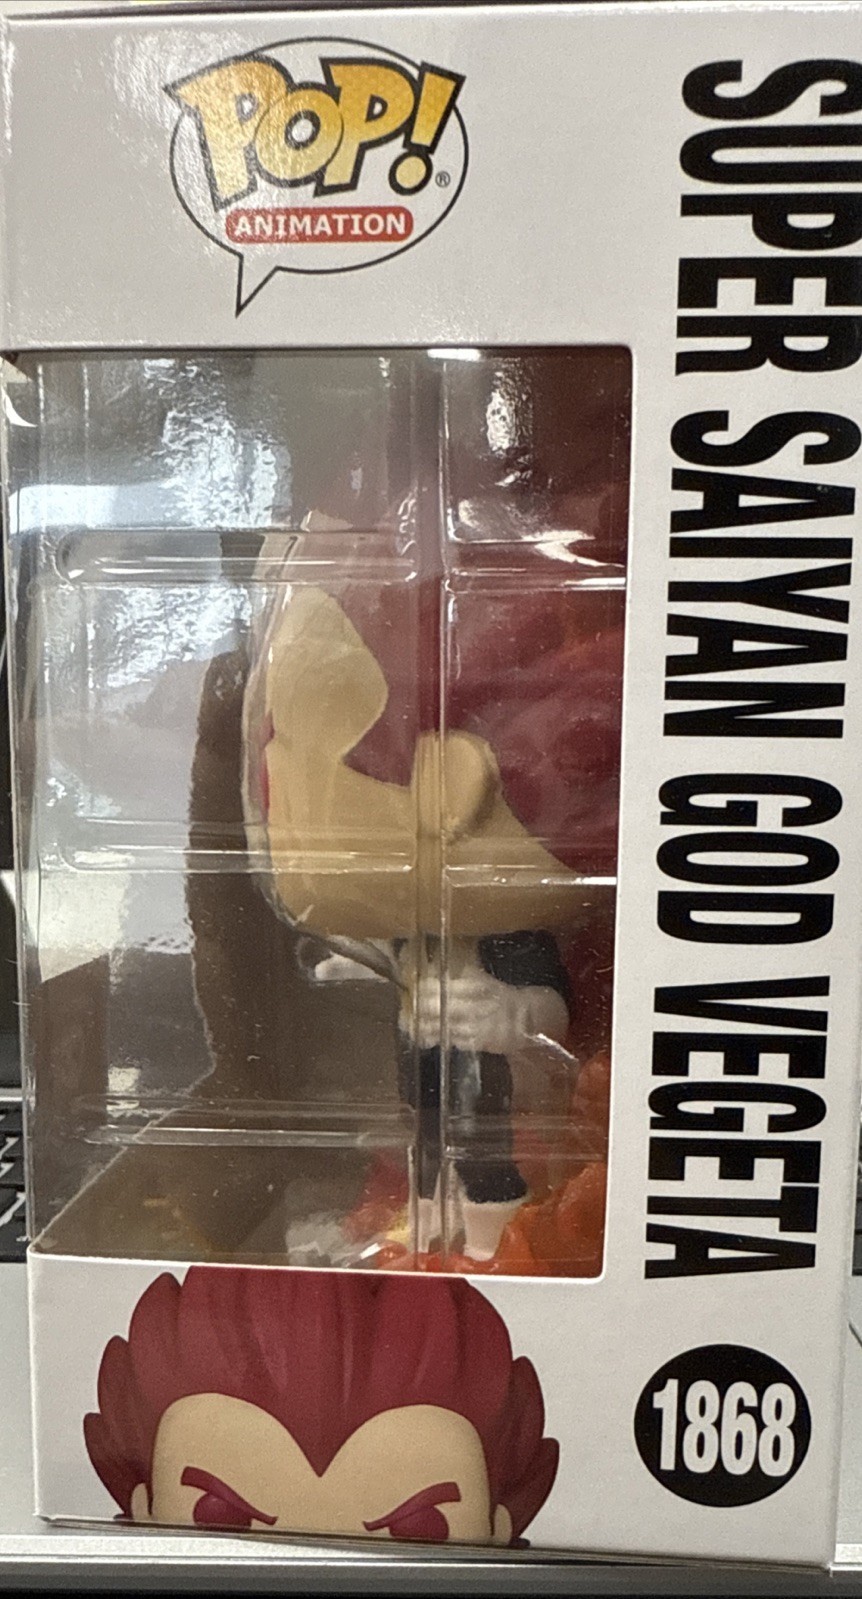 POP!®
ANIMATION
SUPER SAIYAN GOD VEGETA
1868